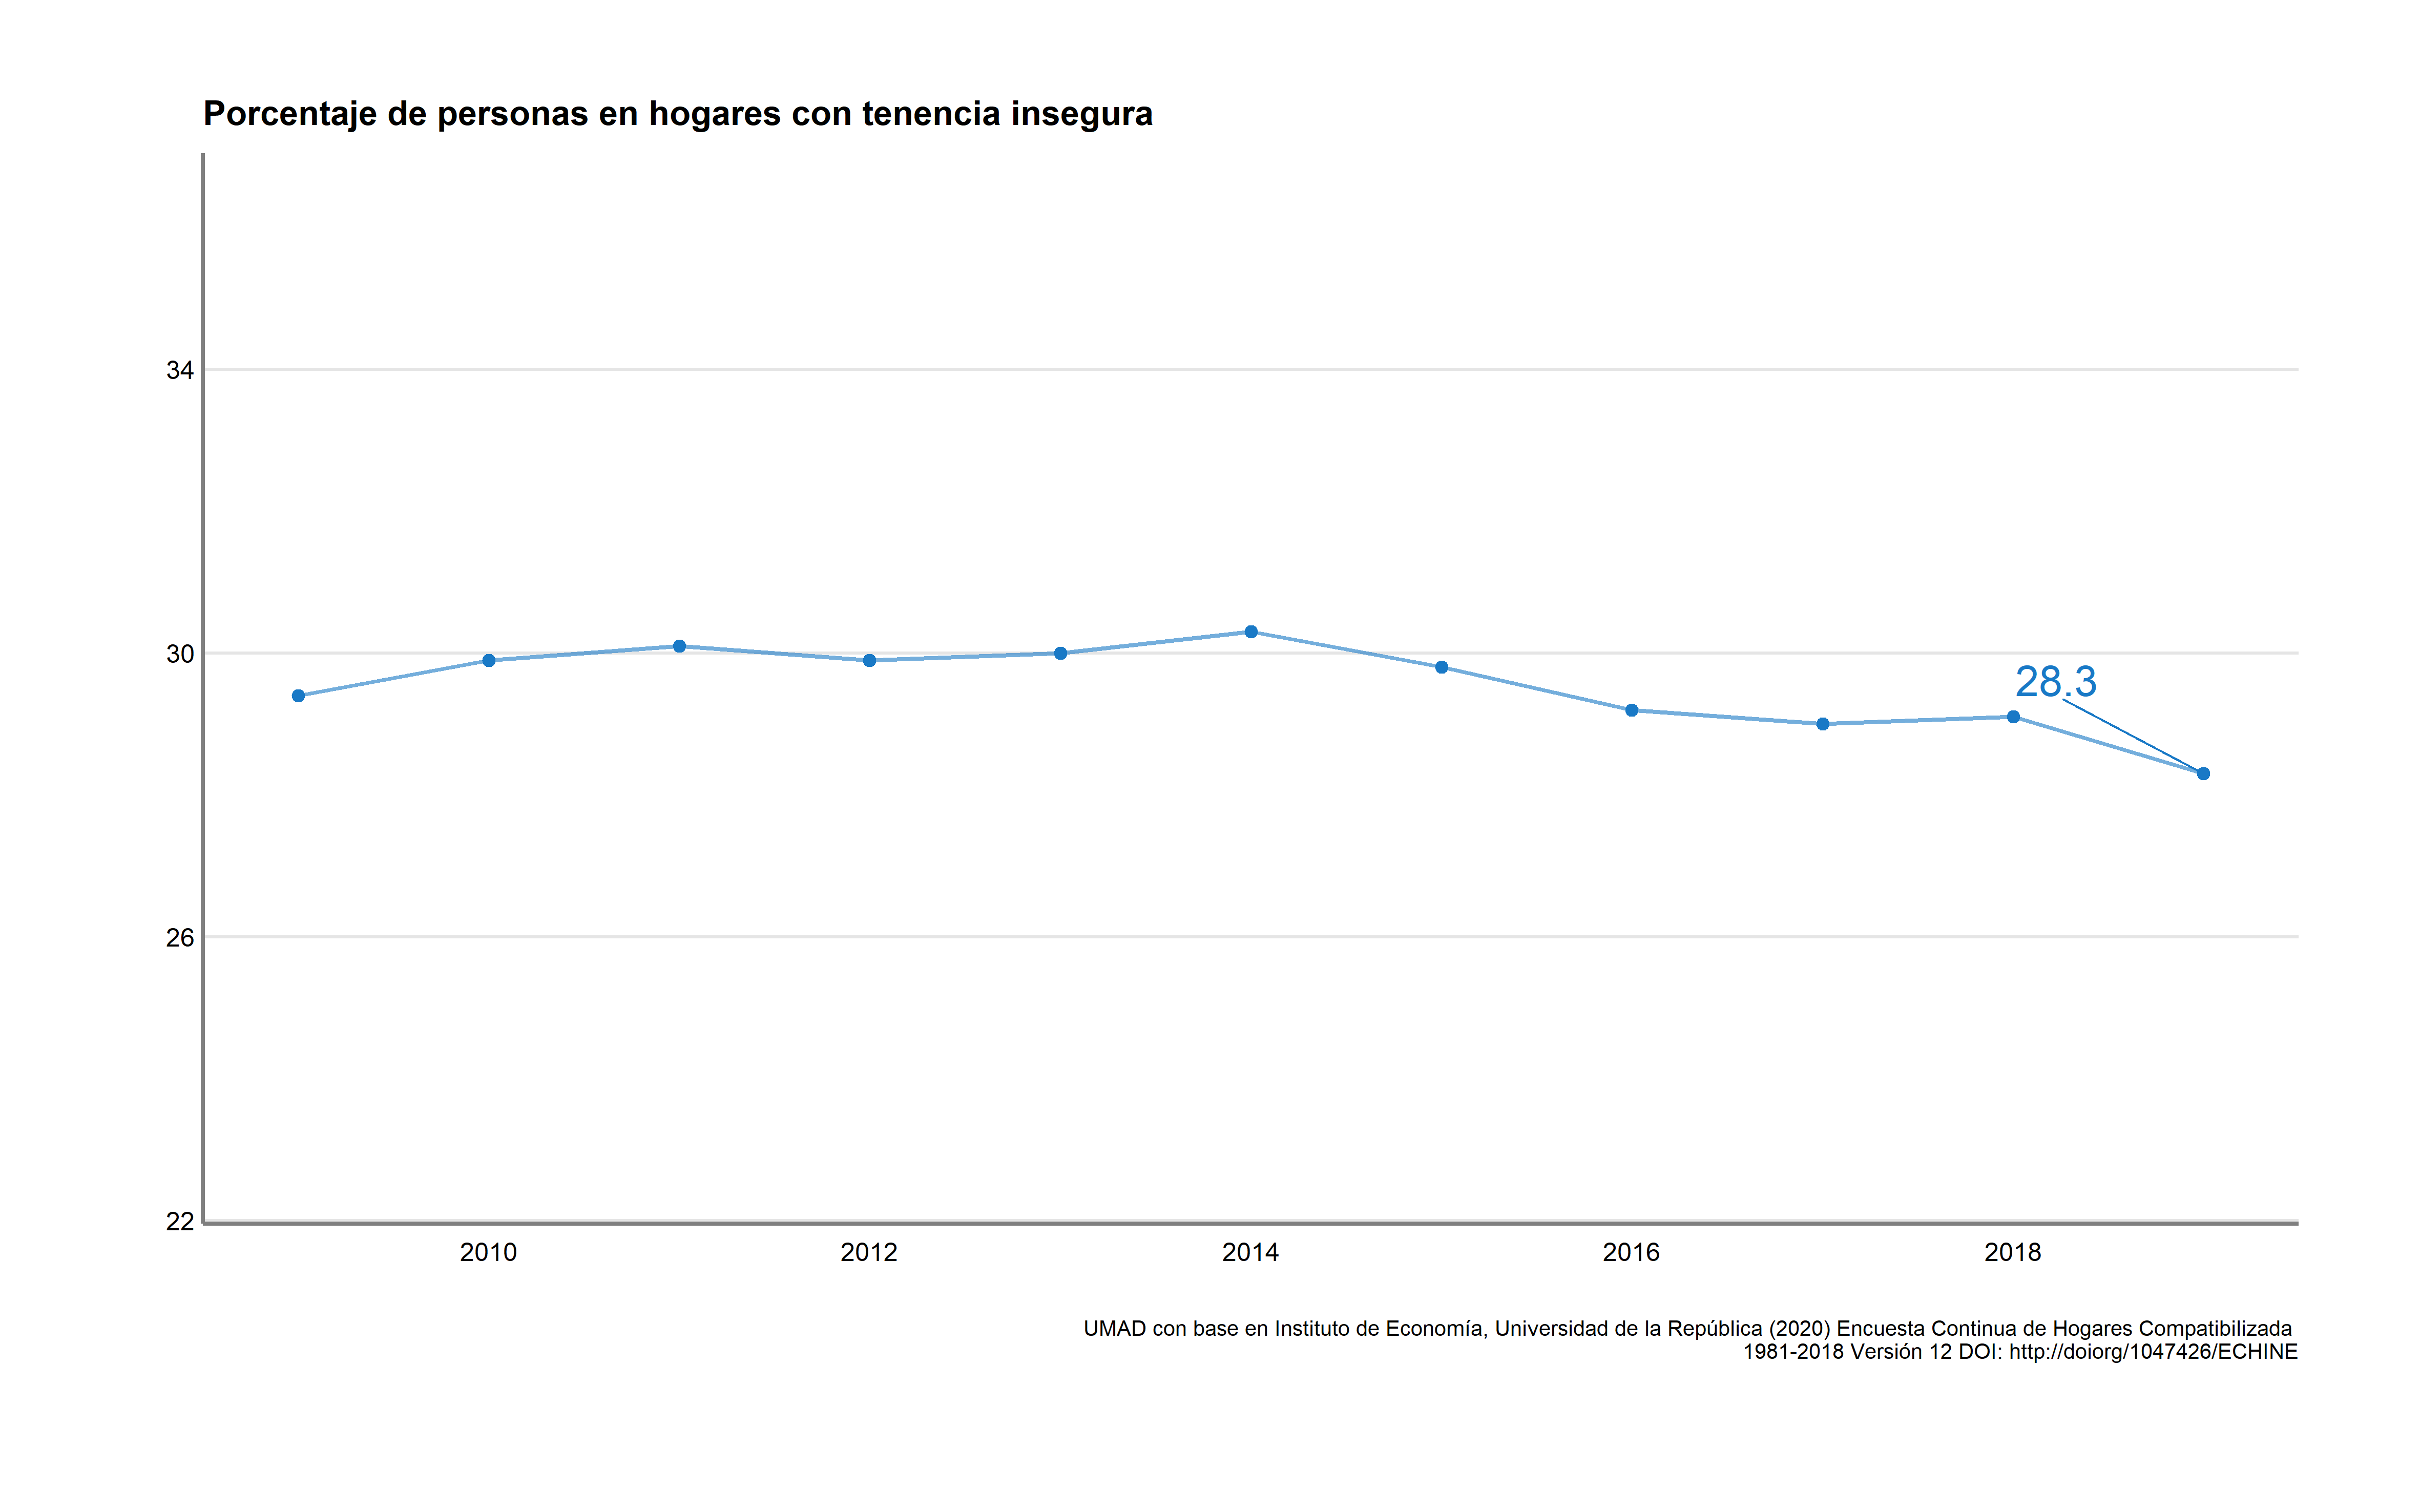 Porcentaje de personas en hogares con tenencia insegura
34
30
28.3
26
22
2010 2012 2014 2016 2018
UMAD con base en Instituto de Economía, Universidad de la República (2020) Encuesta Continua de Hogares Compatibilizada
1981-2018 Versión 12 DOI: http://doiorg/1047426/ECHINE